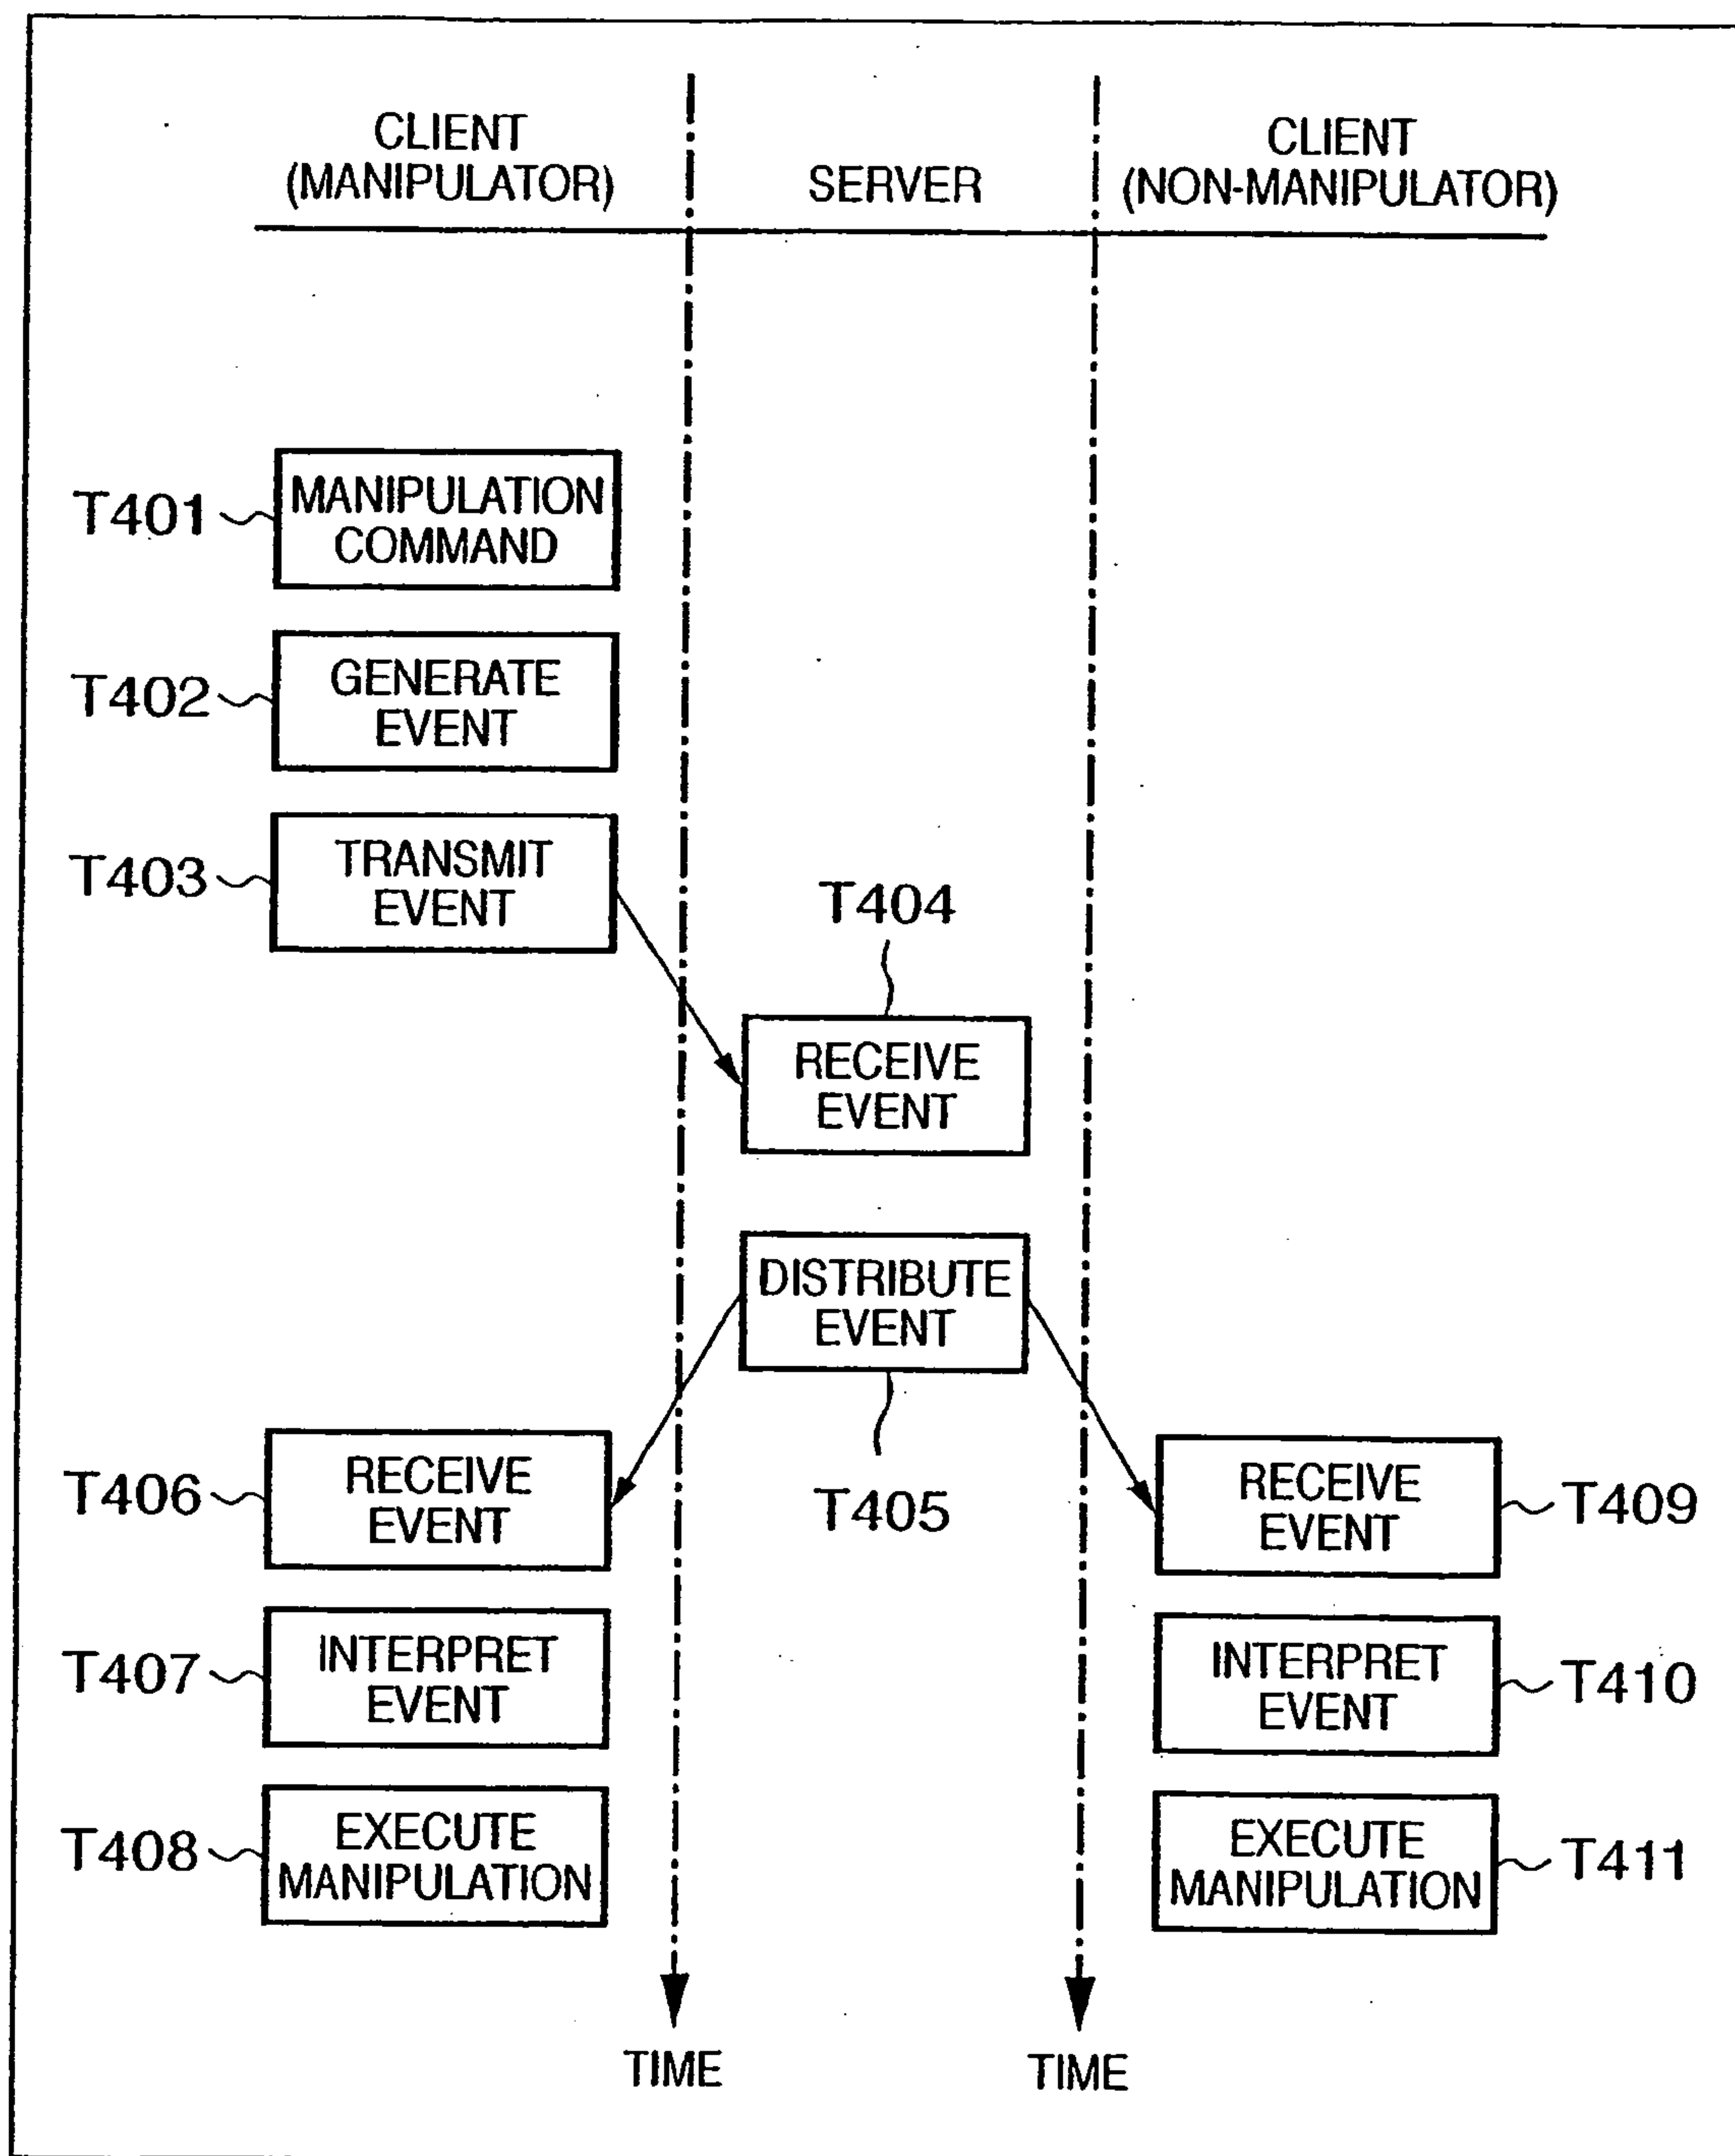 CLIENT
(MANIPULATOR)
SERVER
CLIENT
(NON-MANIPULATOR)
T401
MANIPULATION
COMMAND
T402
GENERATE
EVENT
T403
TRANSMIT
EVENT
T404
RECEIVE
EVENT
DISTRIBUTE
EVENT
T405
T406
RECEIVE
EVENT
RECEIVE
EVENT
T409
T407
INTERPRET
EVENT
INTERPRET
EVENT
T410
T408
EXECUTE
MANIPULATION
EXECUTE
MANIPULATION
T411
TIME
TIME